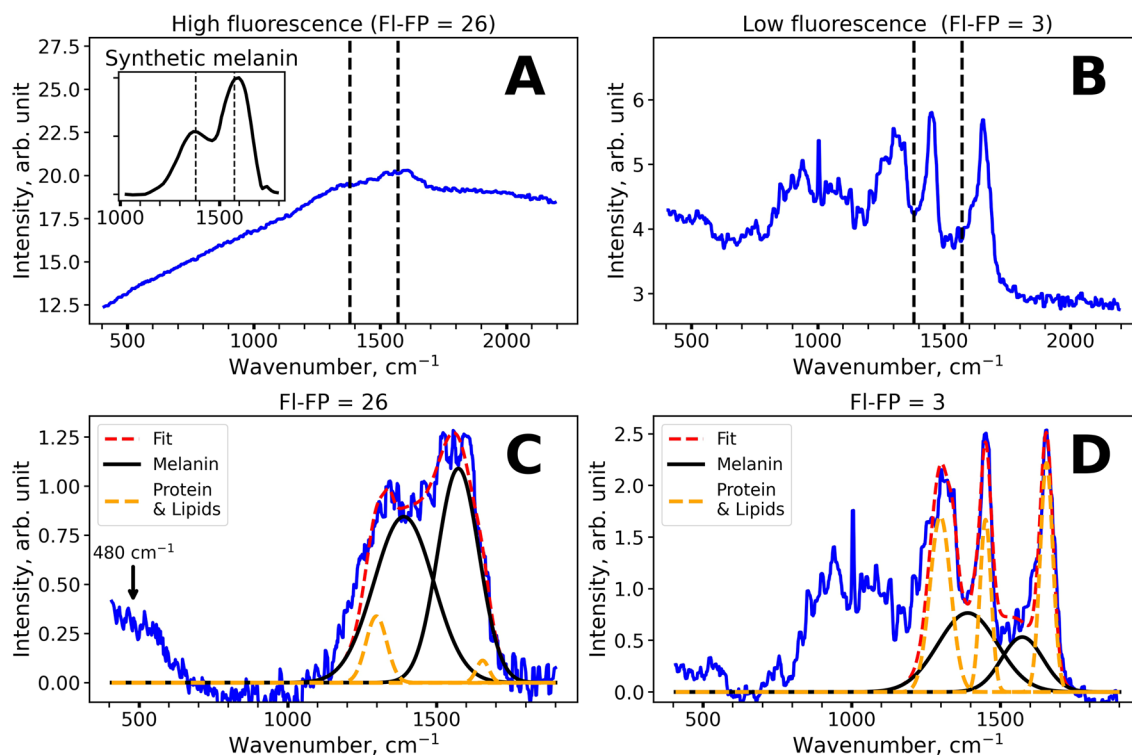 High fluorescence (Fl-FP = 26)
A
Synthetic melanin
1000
1500
27.5
25.0
22.5
20.0
17.5
15.0
12.5
Intensity, arb. unit
500
1000
1500
2000
Wavenumber, cm⁻¹
Low fluorescence (Fl-FP = 3)
B
6
5
4
3
Intensity, arb. unit
500
1000
1500
2000
Wavenumber, cm⁻¹
Fl-FP = 26
C
Fit
Melanin
Protein
& Lipids
480 cm⁻¹
1.25
1.00
0.75
0.50
0.25
0.00
Intensity, arb. unit
500
1000
1500
Wavenumber, cm⁻¹
Fl-FP = 3
D
Fit
Melanin
Protein
& Lipids
2.5
2.0
1.5
1.0
0.5
0.0
Intensity, arb. unit
500
1000
1500
Wavenumber, cm⁻¹